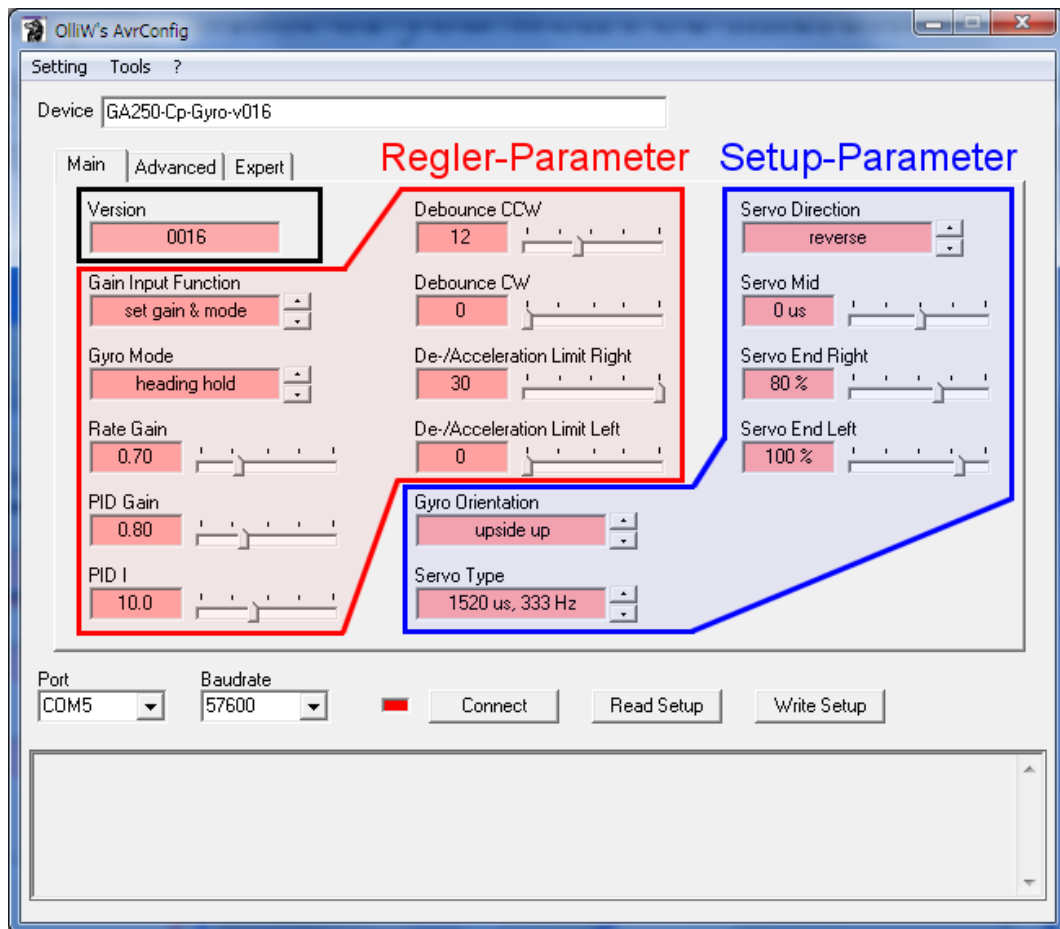 OlliW's AvrConfig
Setting Tools ?
Device GA250-Cp-Gyro-v016
Main Advanced Expert
Regler-Parameter Setup-Parameter
Version
0016
Gain Input Function
set gain & mode
Gyro Mode
heading hold
Rate Gain
0.70
PID Gain
0.80
PID I
10.0
Debounce CCW
12
Debounce CW
0
De-/Acceleration Limit Right
30
De-/Acceleration Limit Left
0
Gyro Orientation
upside up
Servo Type
1520 us, 333 Hz
Servo Direction
reverse
Servo Mid
0 us
Servo End Right
80 %
Servo End Left
100 %
Port Baudrate
COM5 57600 Connect Read Setup Write Setup